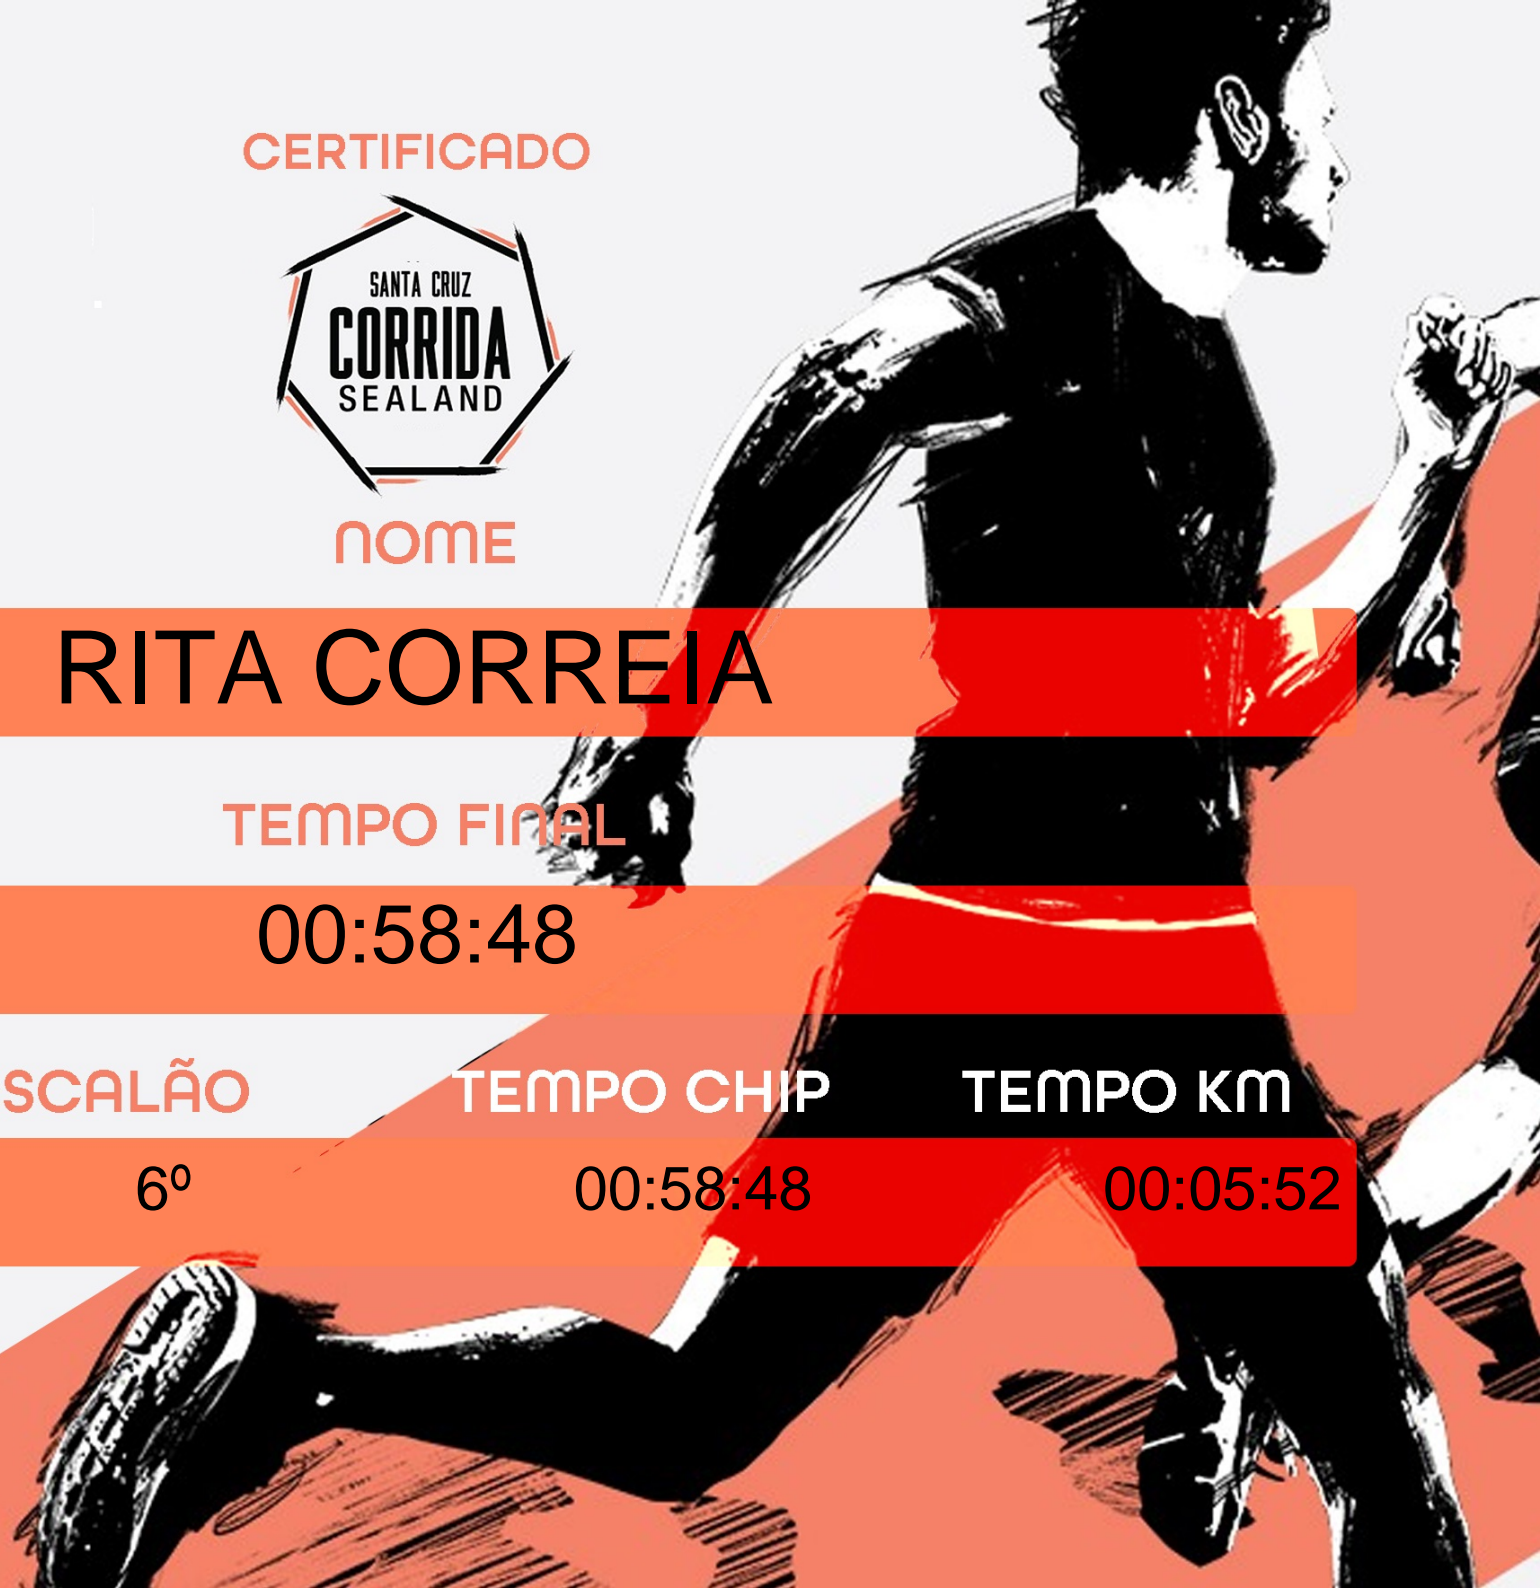 CERTIFICADO
SANTA CRUZ
CORRIDA
SEALAND
NOME
RITA CORREIA
TEMPO FINAL
00:58:48
SCALÃO TEMPO CHIP TEMPO KM
6º 00:58:48 00:05:52